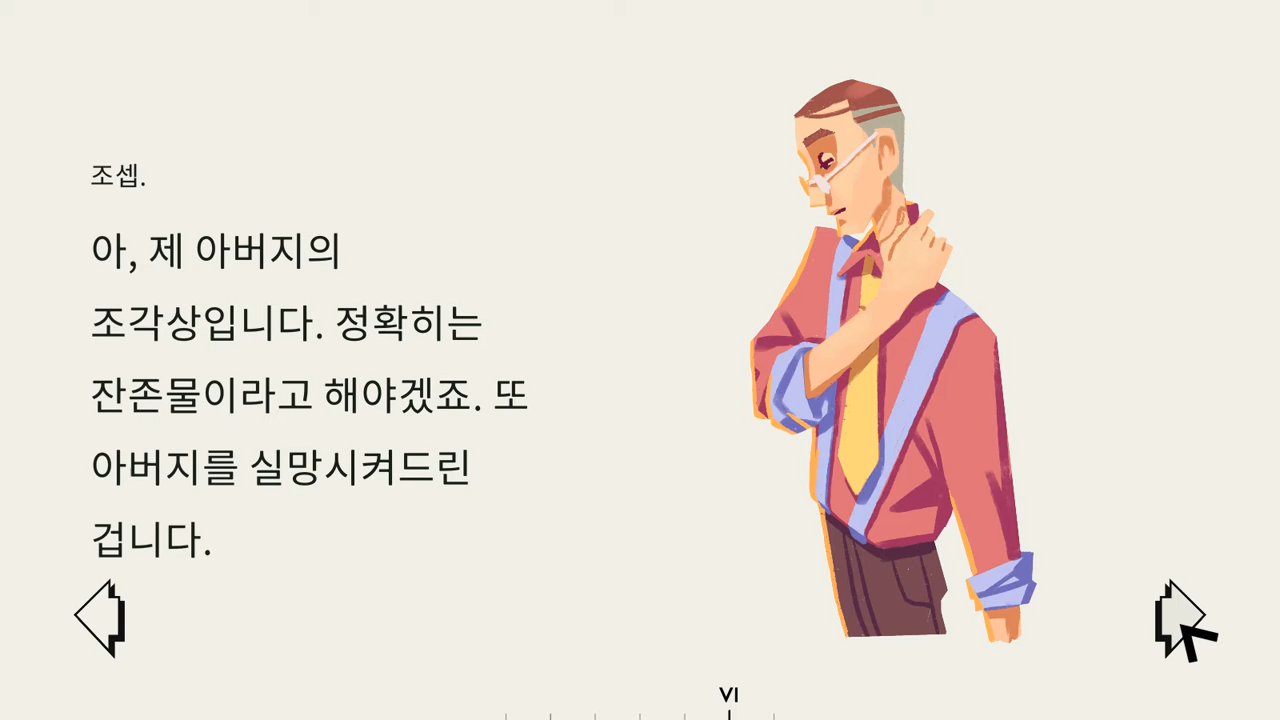 조셉.
아, 제 아버지의
조각상입니다. 정확히는
잔존물이라고 해야겠죠. 또
아버지를 실망시켜드린
겁니다.
VI